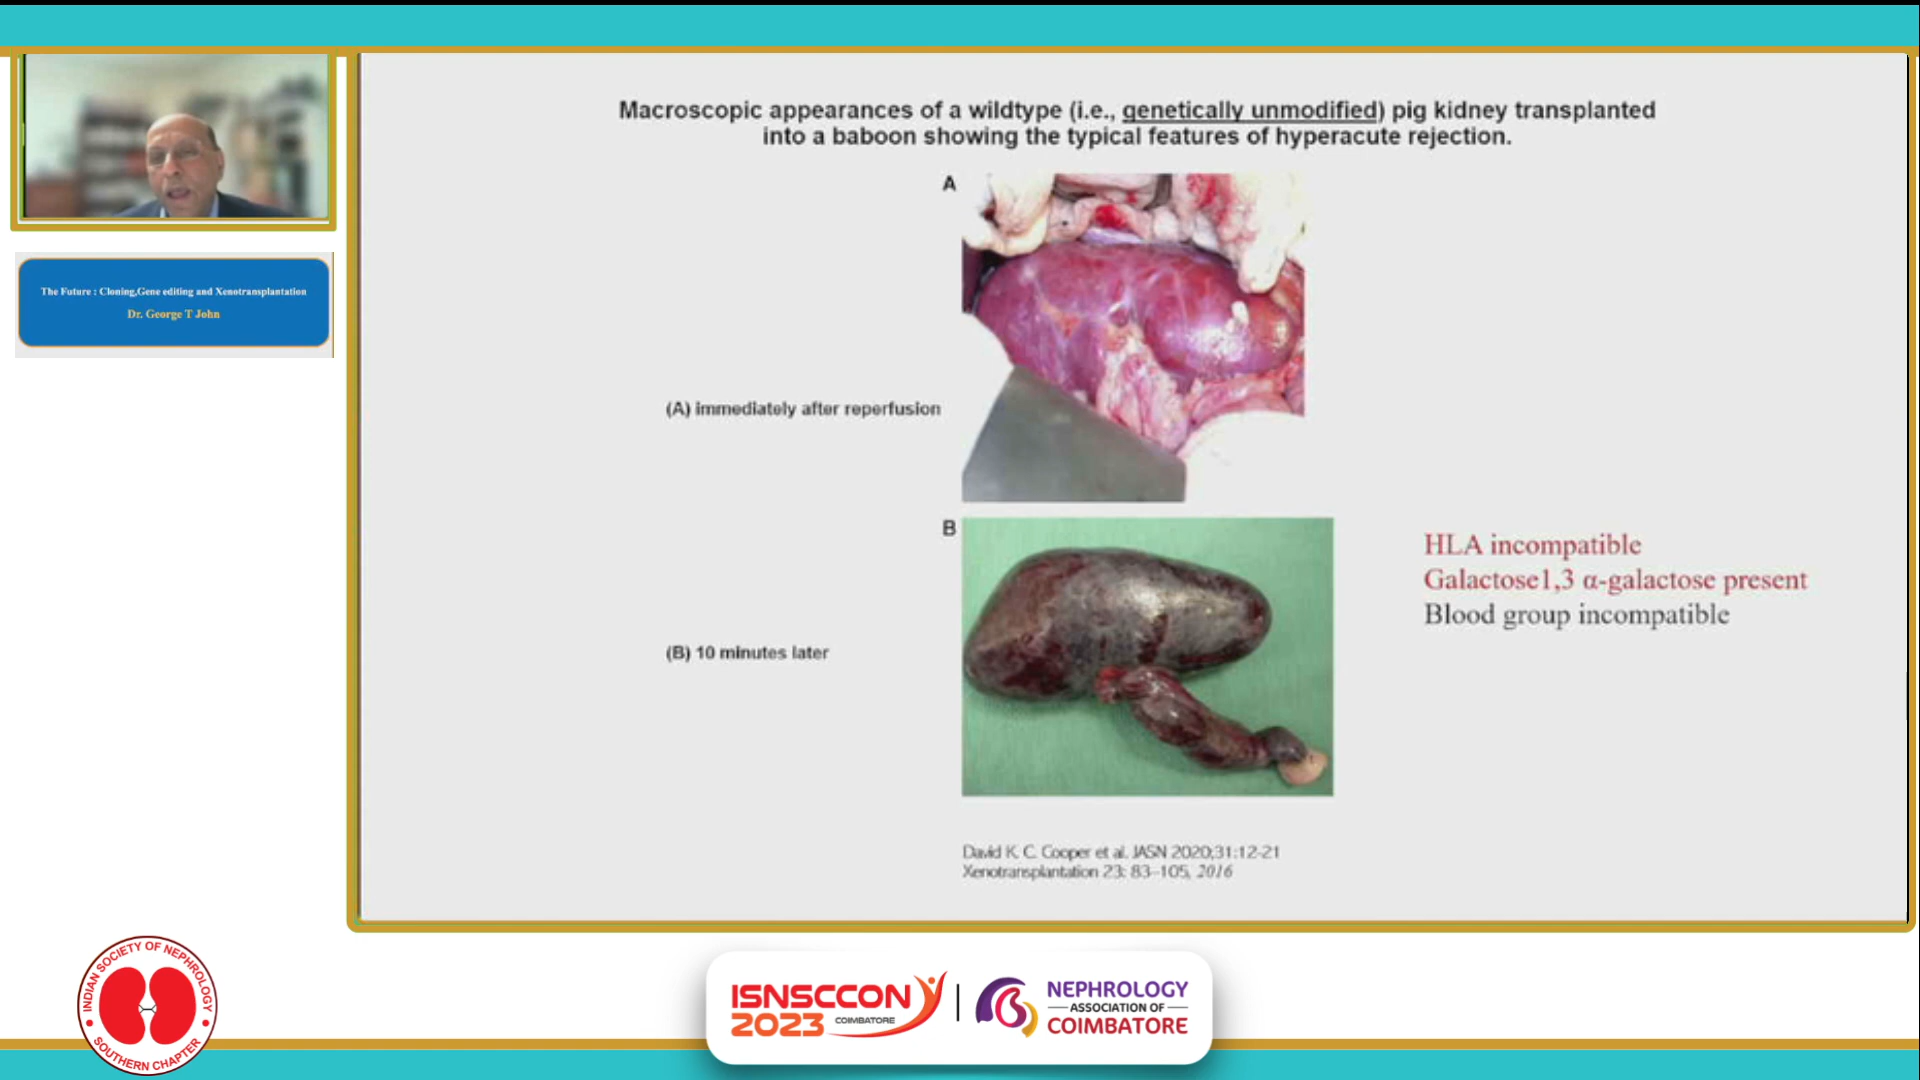 Macroscopic appearances of a wildtype (i.e., genetically unmodified) pig kidney transplanted
into a baboon showing the typical features of hyperacute rejection.
The Future : Cloning,Gene editing and Xenotransplantation
Dr. George T John
A
(A) immediately after reperfusion
B
(B) 10 minutes later
HLA incompatible
Galactose1,3 α-galactose present
Blood group incompatible
David K. C. Cooper et al. JASN 2020;31:12-21
Xenotransplantation 23: 83–105, 2016
INDIAN SOCIETY OF NEPHROLOGY
SOUTHERN CHAPTER
ISNSCCON
2023 COIMBATORE
NEPHROLOGY
ASSOCIATION OF
COIMBATORE